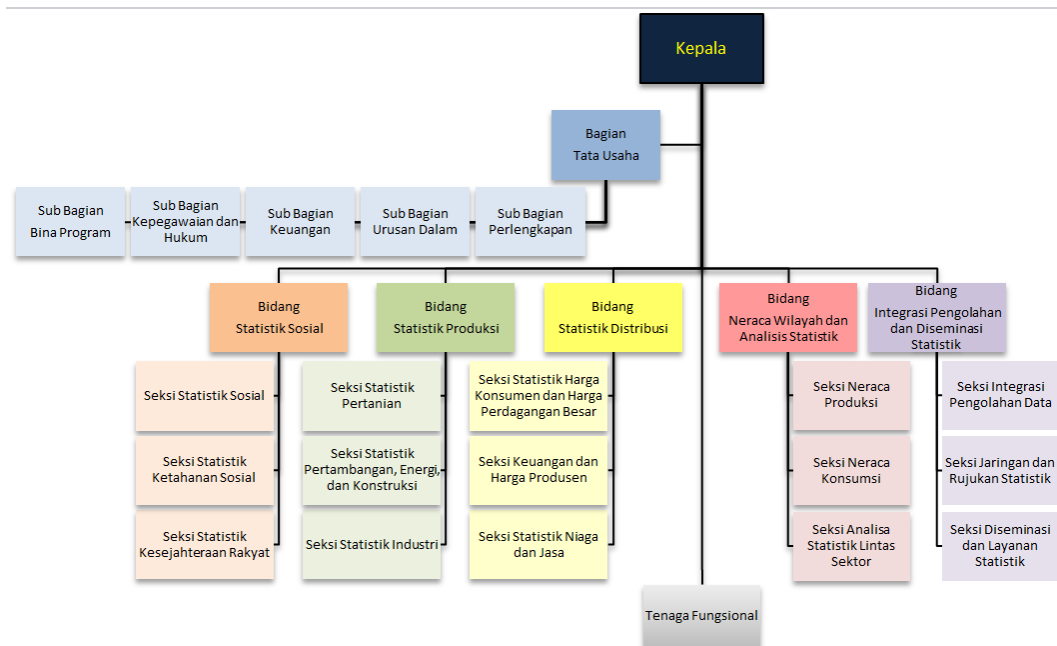 Kepala
Bagian
Tata Usaha
Sub Bagian
Bina Program
Sub Bagian
Kepegawaian dan
Hukum
Sub Bagian
Keuangan
Sub Bagian
Urusan Dalam
Sub Bagian
Perlengkapan
Bidang
Statistik Sosial
Bidang
Statistik Produksi
Bidang
Statistik Distribusi
Bidang
Neraca Wilayah dan
Analisis Statistik
Bidang
Integrasi Pengolahan
dan Diseminasi
Statistik
Seksi Statistik Sosial
Seksi Statistik
Ketahanan Sosial
Seksi Statistik
Kesejahteraan Rakyat
Seksi Statistik
Pertanian
Seksi Statistik
Pertambangan, Energi,
dan Konstruksi
Seksi Statistik Industri
Seksi Statistik Harga
Konsumen dan Harga
Perdagangan Besar
Seksi Keuangan dan
Harga Produsen
Seksi Statistik Niaga
dan Jasa
Seksi Neraca
Produksi
Seksi Neraca
Konsumsi
Seksi Analisa
Statistik Lintas
Sektor
Seksi Integrasi
Pengolahan Data
Seksi Jaringan dan
Rujukan Statistik
Seksi Diseminasi
dan Layanan
Statistik
Tenaga Fungsional